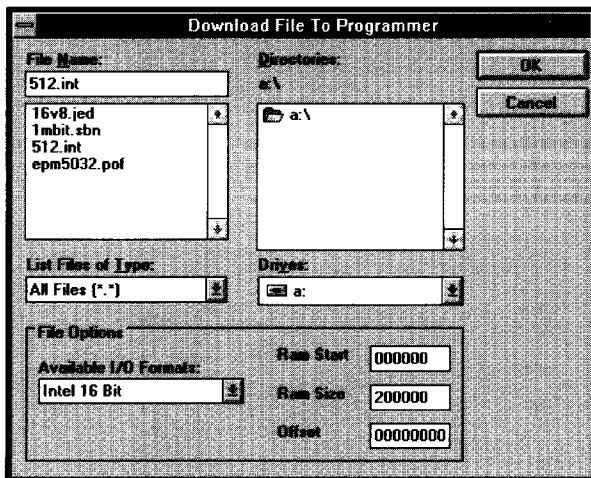 Download File To Programmer
File Name:
512.int
16v8.jed
1mbit.sbn
512.int
epm5032.pof
List Files of Type:
All Files (*.*)
Directories:
a:\
a:\
Drives:
a:
OK
Cancel
File Options
Available I/O Formats:
Intel 16 Bit
Ram Start
000000
Ram Size
200000
Offset
00000000